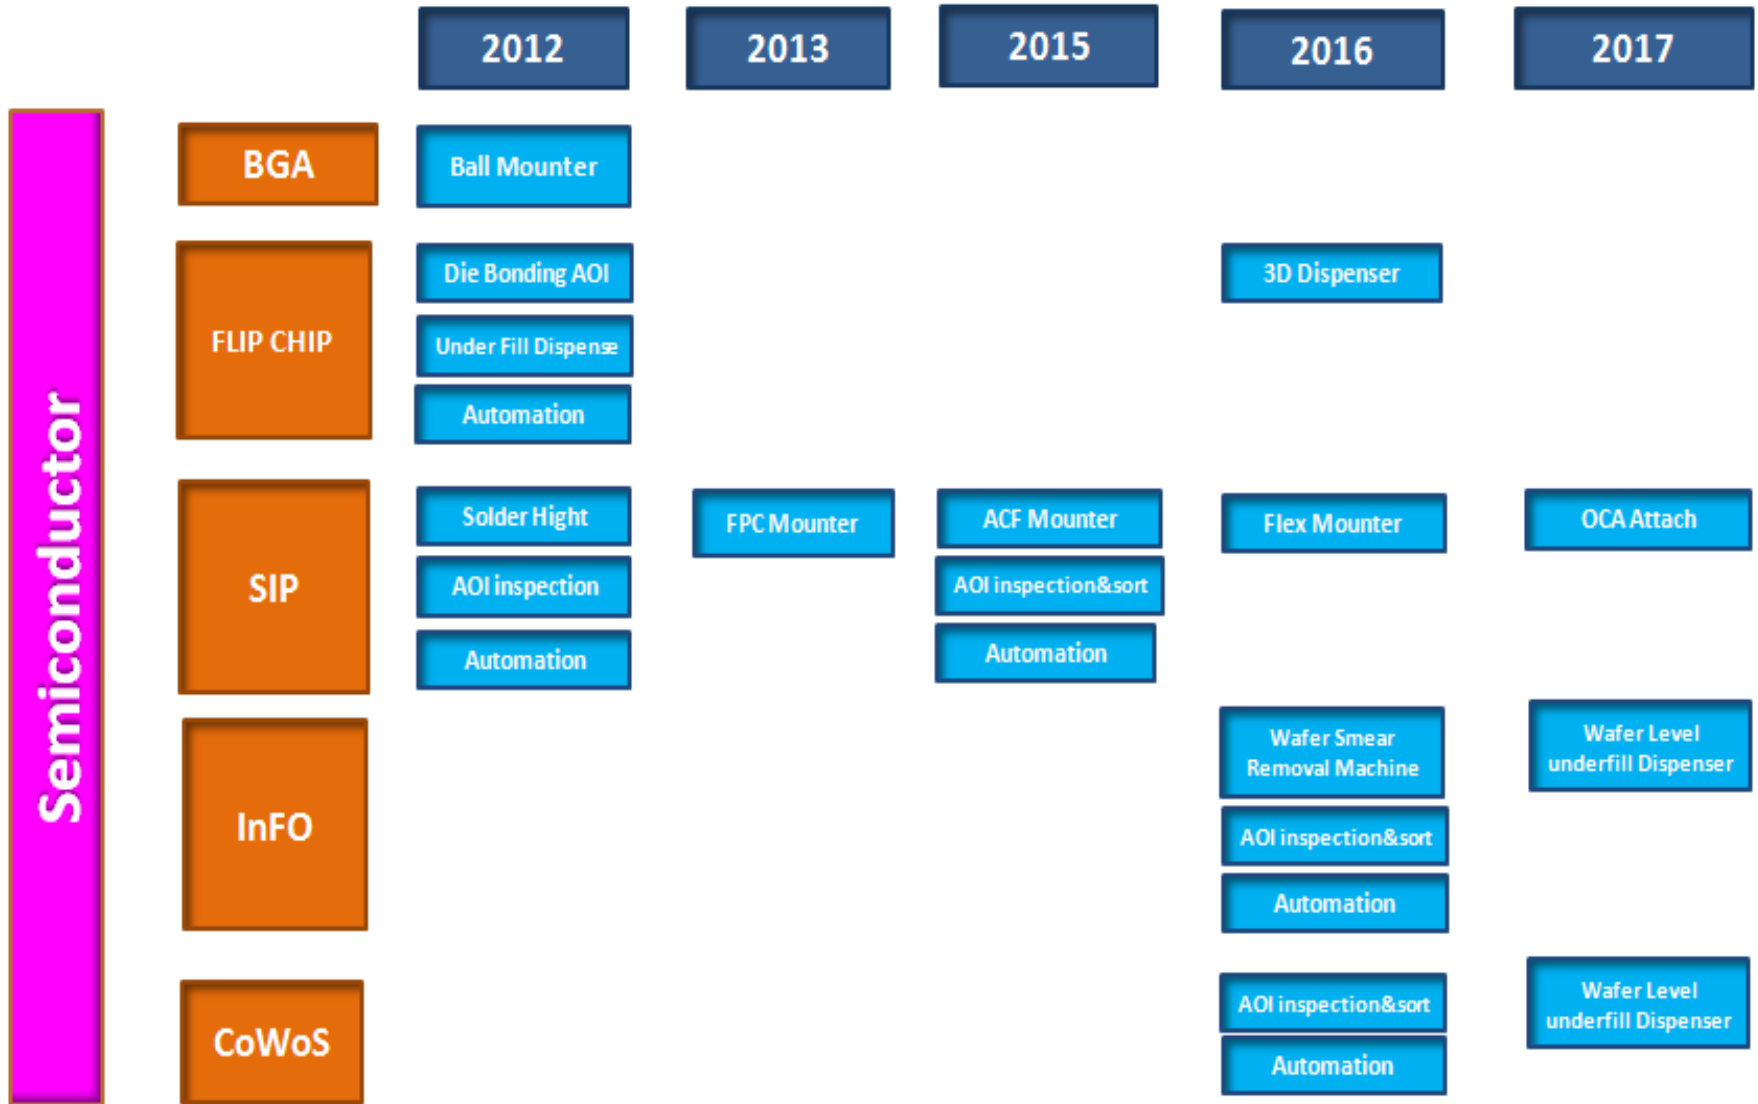 2012
2013
2015
2016
2017
Semiconductor
BGA
Ball Mounter
FLIP CHIP
Die Bonding AOI
Under Fill Dispense
Automation
3D Dispenser
SIP
Solder Hight
AOI inspection
Automation
FPC Mounter
ACF Mounter
AOI inspection&sort
Automation
Flex Mounter
OCA Attach
InFO
Wafer Smear
Removal Machine
AOI inspection&sort
Automation
Wafer Level
underfill Dispenser
CoWoS
AOI inspection&sort
Automation
Wafer Level
underfill Dispenser